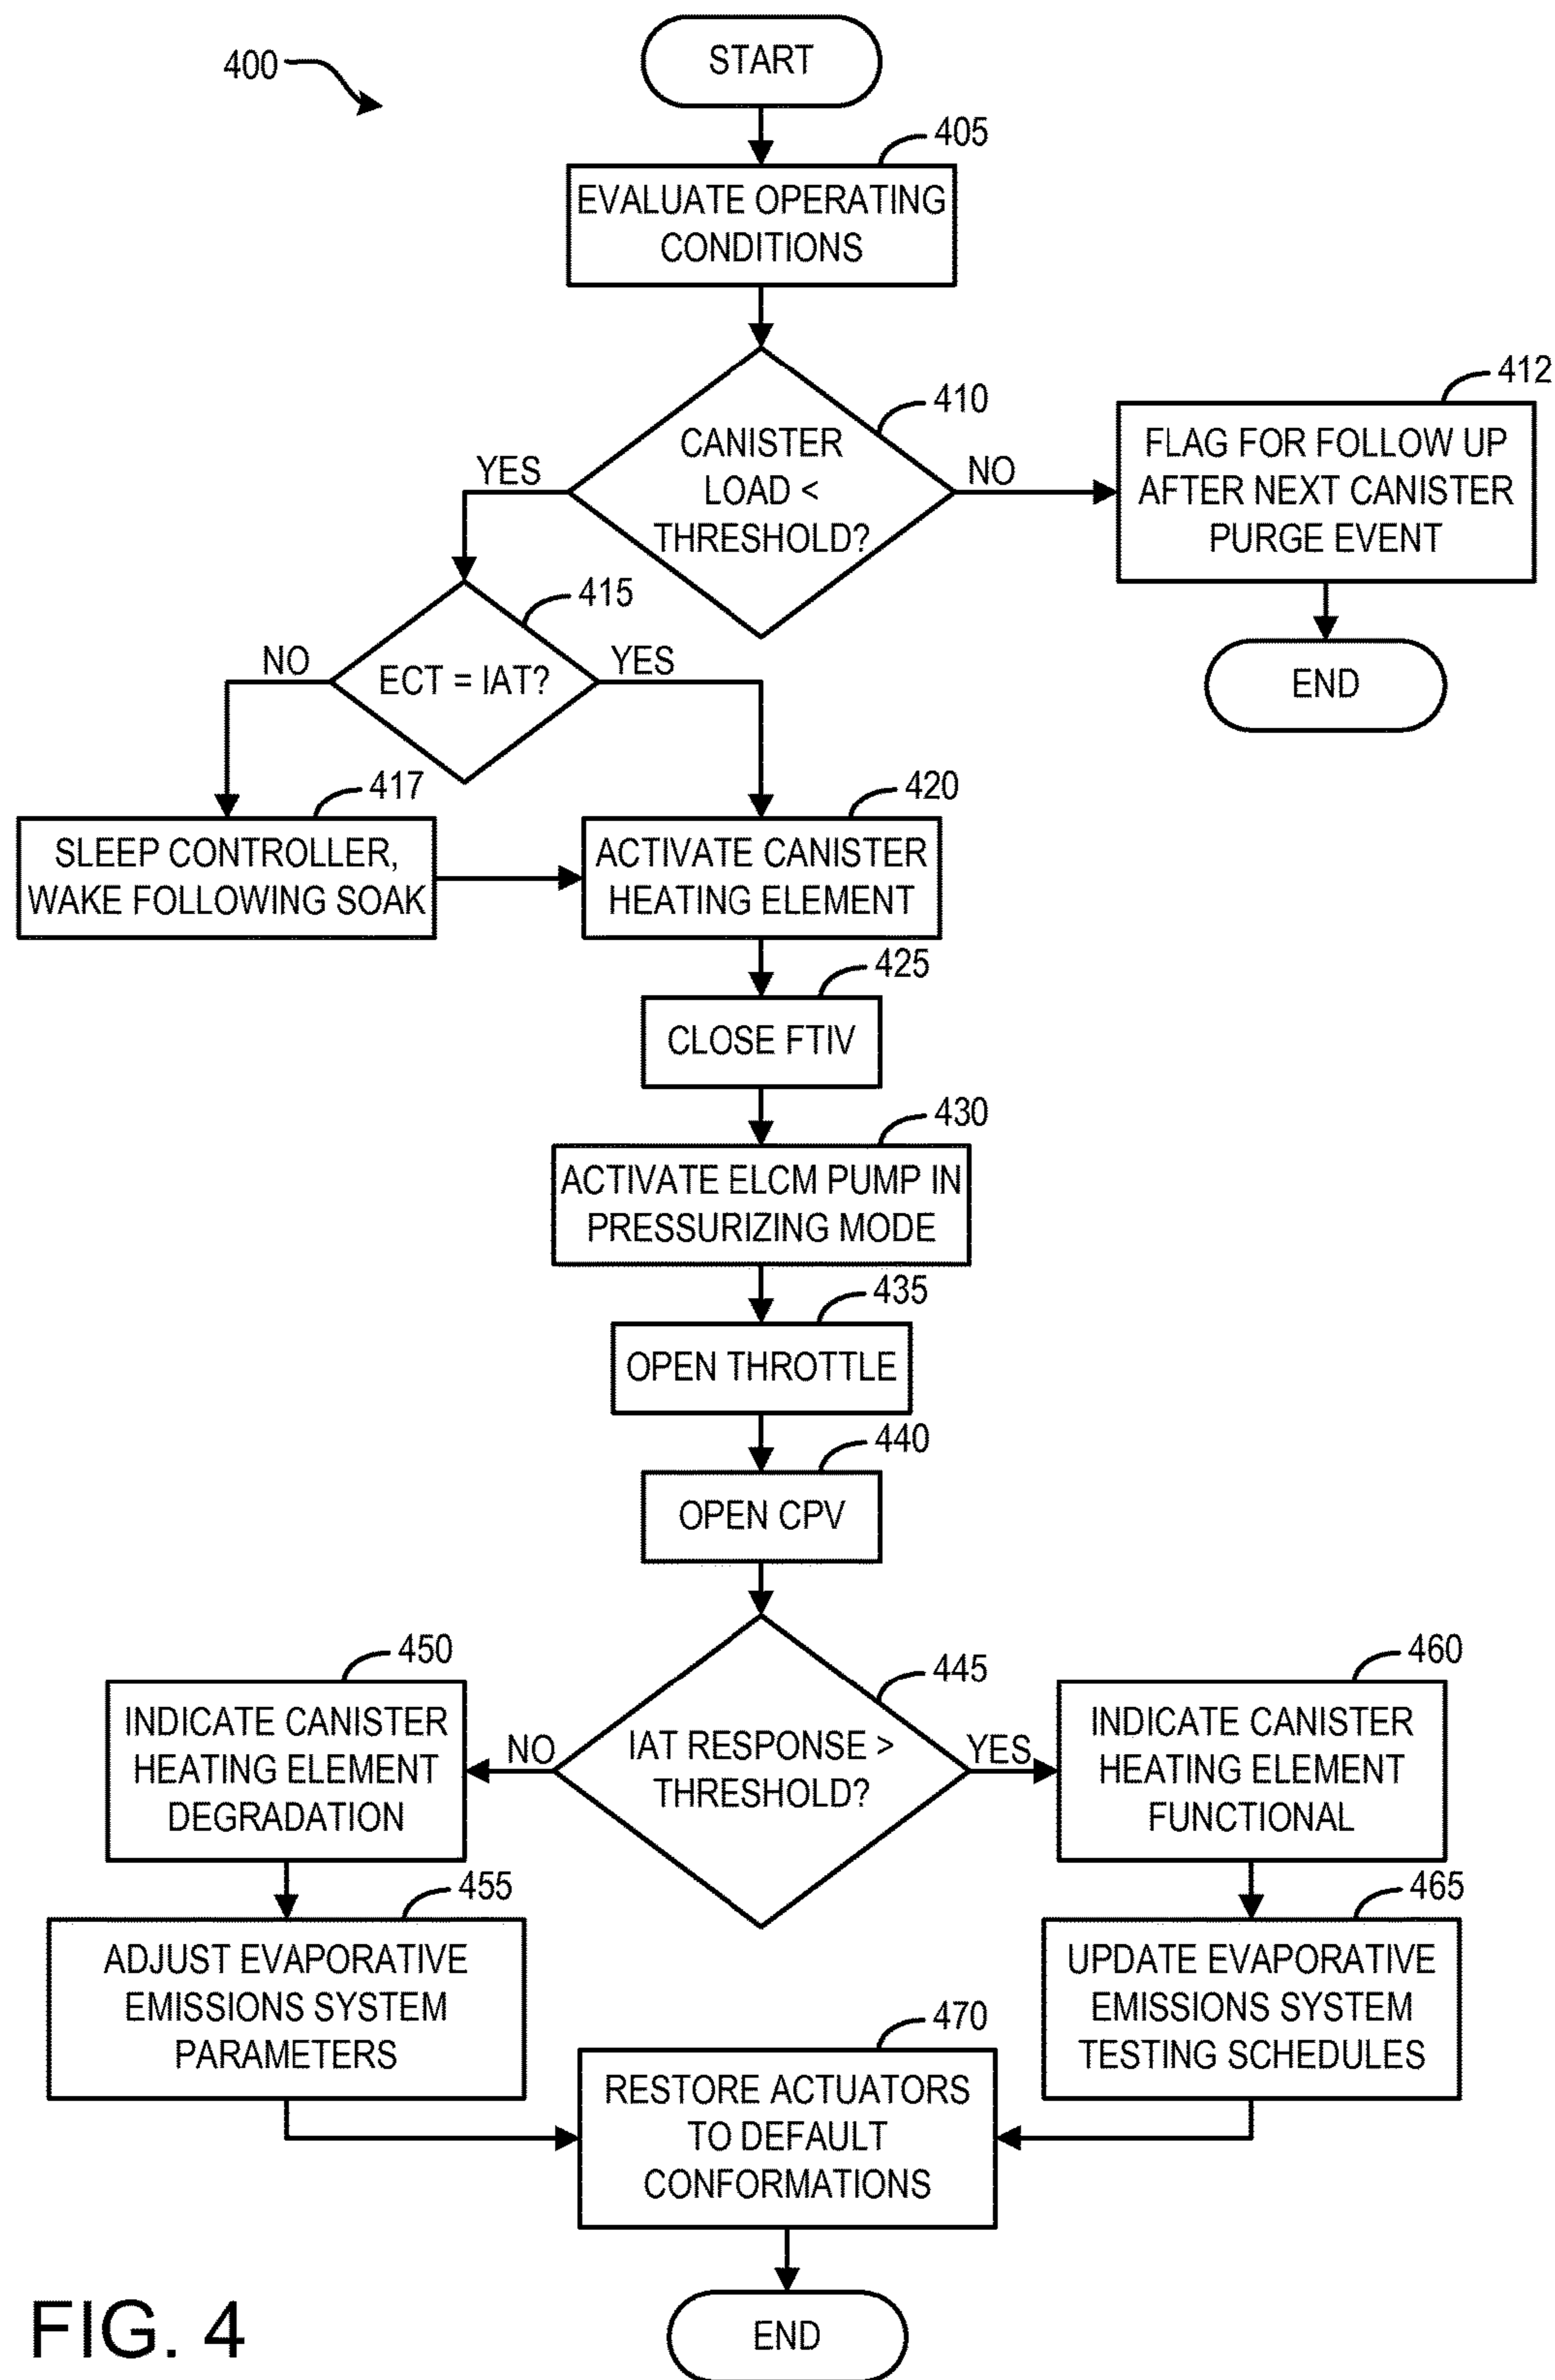 400
START
405
EVALUATE OPERATING
CONDITIONS
410
CANISTER
LOAD <
THRESHOLD?
YES
NO
412
FLAG FOR FOLLOW UP
AFTER NEXT CANISTER
PURGE EVENT
END
415
ECT = IAT?
NO
YES
417
SLEEP CONTROLLER,
WAKE FOLLOWING SOAK
420
ACTIVATE CANISTER
HEATING ELEMENT
425
CLOSE FTIV
430
ACTIVATE ELCM PUMP IN
PRESSURIZING MODE
435
OPEN THROTTLE
440
OPEN CPV
445
IAT RESPONSE >
THRESHOLD?
NO
YES
450
INDICATE CANISTER
HEATING ELEMENT
DEGRADATION
460
INDICATE CANISTER
HEATING ELEMENT
FUNCTIONAL
455
ADJUST EVAPORATIVE
EMISSIONS SYSTEM
PARAMETERS
465
UPDATE EVAPORATIVE
EMISSIONS SYSTEM
TESTING SCHEDULES
470
RESTORE ACTUATORS
TO DEFAULT
CONFORMATIONS
END
FIG. 4